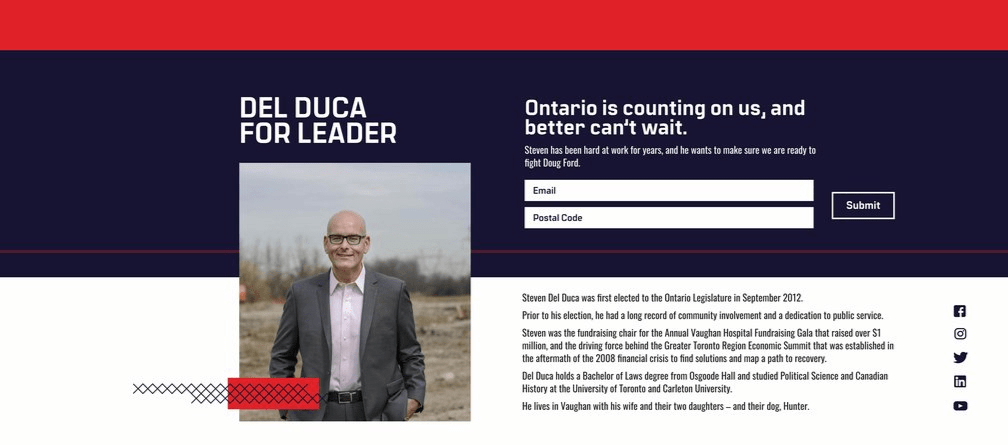 DEL DUCA
FOR LEADER
Ontario is counting on us, and
better can't wait.
Steven has been hard at work for years, and he wants to make sure we are ready to
fight Doug Ford.
Email
Postal Code
Submit
Steven Del Duca was first elected to the Ontario Legislature in September 2012.
Prior to his election, he had a long record of community involvement and a dedication to public service.
Steven was the fundraising chair for the Annual Vaughan Hospital Fundraising Gala that raised over $1
million, and the driving force behind the Greater Toronto Region Economic Summit that was established in
the aftermath of the 2008 financial crisis to find solutions and map a path to recovery.
Del Duca holds a Bachelor of Laws degree from Osgoode Hall and studied Political Science and Canadian
History at the University of Toronto and Carleton University.
He lives in Vaughan with his wife and their two daughters – and their dog, Hunter.